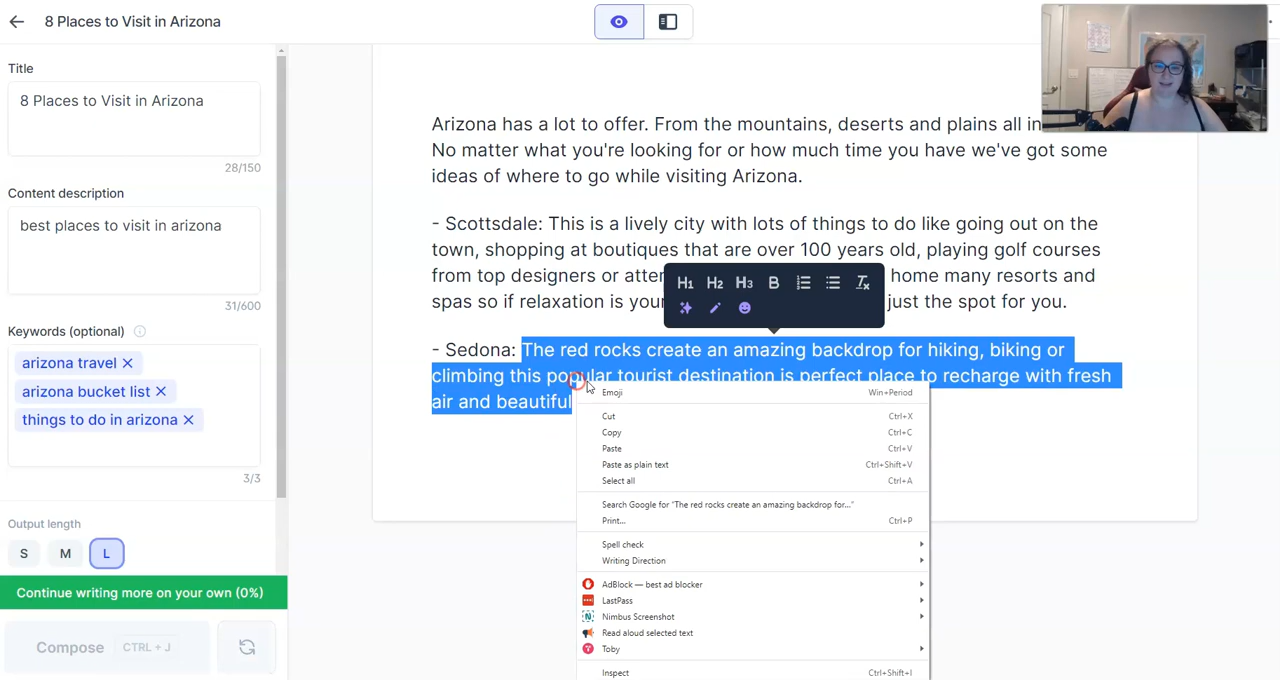 8 Places to Visit in Arizona
Title
8 Places to Visit in Arizona
28/150
Content description
best places to visit in arizona
31/600
Keywords (optional)
arizona travel
arizona bucket list
things to do in arizona
3/3
Output length
S M L
Continue writing more on your own (0%)
Compose CTRL + J
Arizona has a lot to offer. From the mountains, deserts and plains all in
No matter what you're looking for or how much time you have we've got some
ideas of where to go while visiting Arizona.
- Scottsdale: This is a lively city with lots of things to do like going out on the
town, shopping at boutiques that are over 100 years old, playing golf courses
from top designers or home many resorts and
spas so if relaxation is your just the spot for you.
H1 H2 H3 B
- Sedona: The red rocks create an amazing backdrop for hiking, biking or
climbing this popular tourist destination is perfect place to recharge with fresh
air and beautiful
Emoji Win+Period
Cut Ctrl+X
Copy Ctrl+C
Paste Ctrl+V
Paste as plain text Ctrl+Shift+V
Select all Ctrl+A
Search Google for "The red rocks create an amazing backdrop for..."
Print... Ctrl+P
Spell check
Writing Direction
AdBlock — best ad blocker
LastPass
Nimbus Screenshot
Read aloud selected text
Toby
Inspect Ctrl+Shift+I